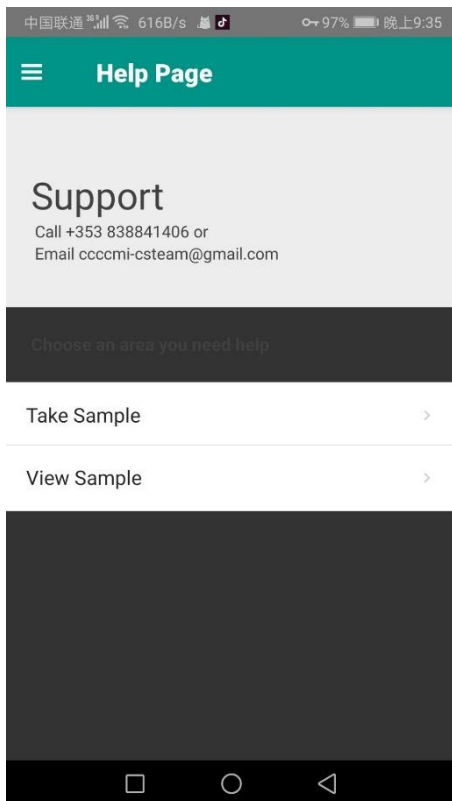 中国联通 616B/s 97% 晚上9:35
Help Page
Support
Call +353 838841406 or
Email ccccmi-csteam@gmail.com
Choose an area you need help
Take Sample
View Sample